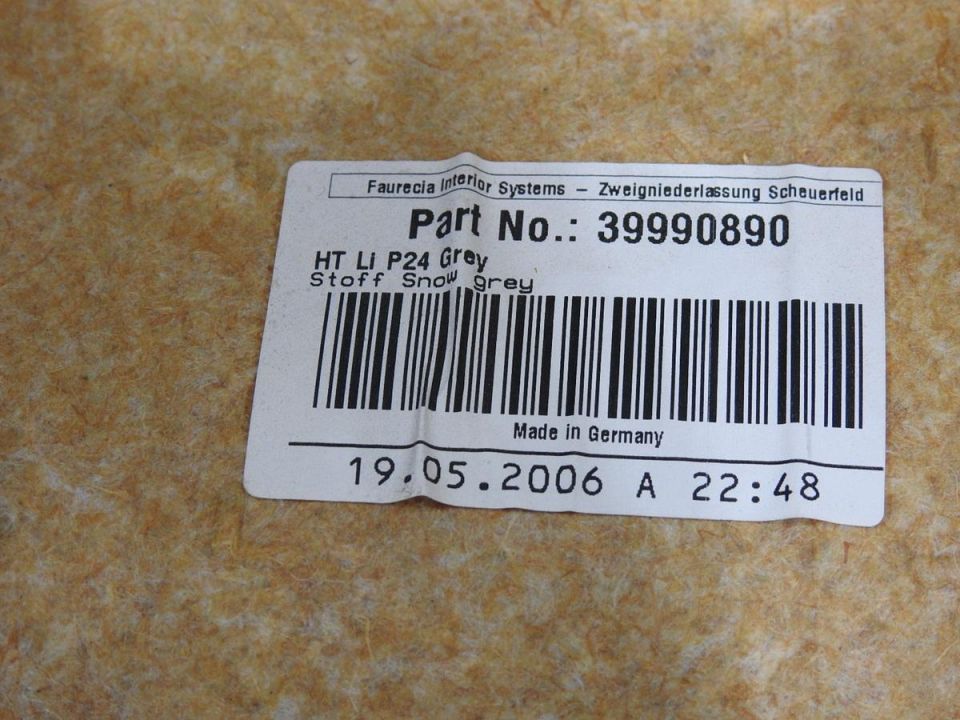 Faurecia Interior Systems – Zweigniederlassung Scheuerfeld
Part No.: 39990890
HT Li P24 Grey
Stoff Snow grey
Made in Germany
19.05.2006 A 22:48